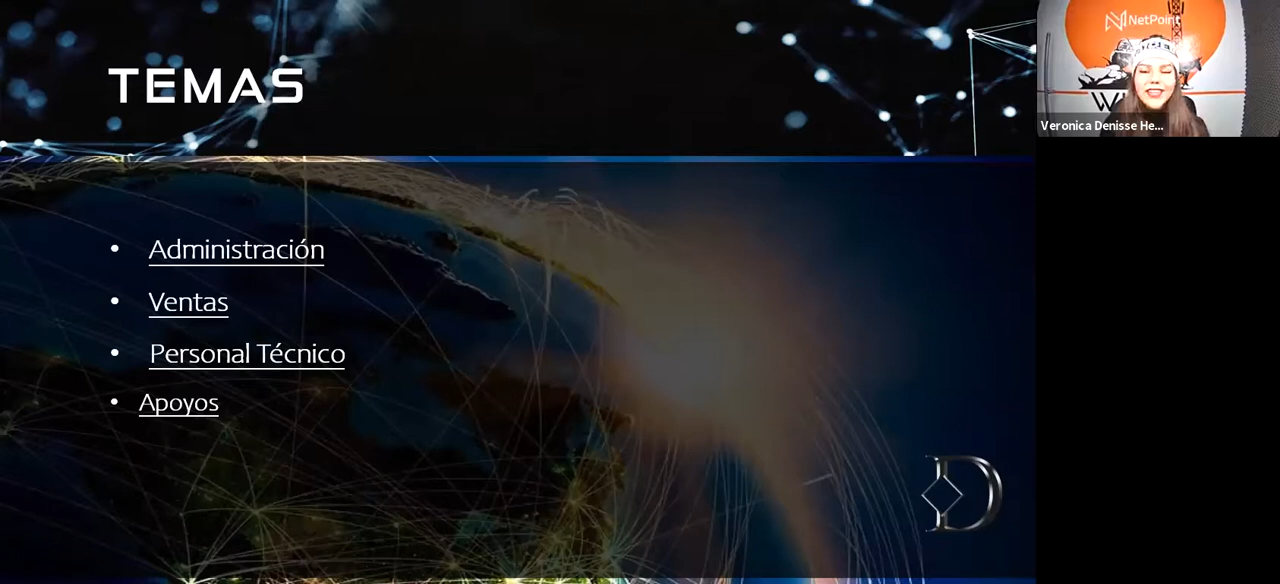 TEMAS
NetPoint
Veronica Denisse He...
• Administración
• Ventas
• Personal Técnico
• Apoyos
D